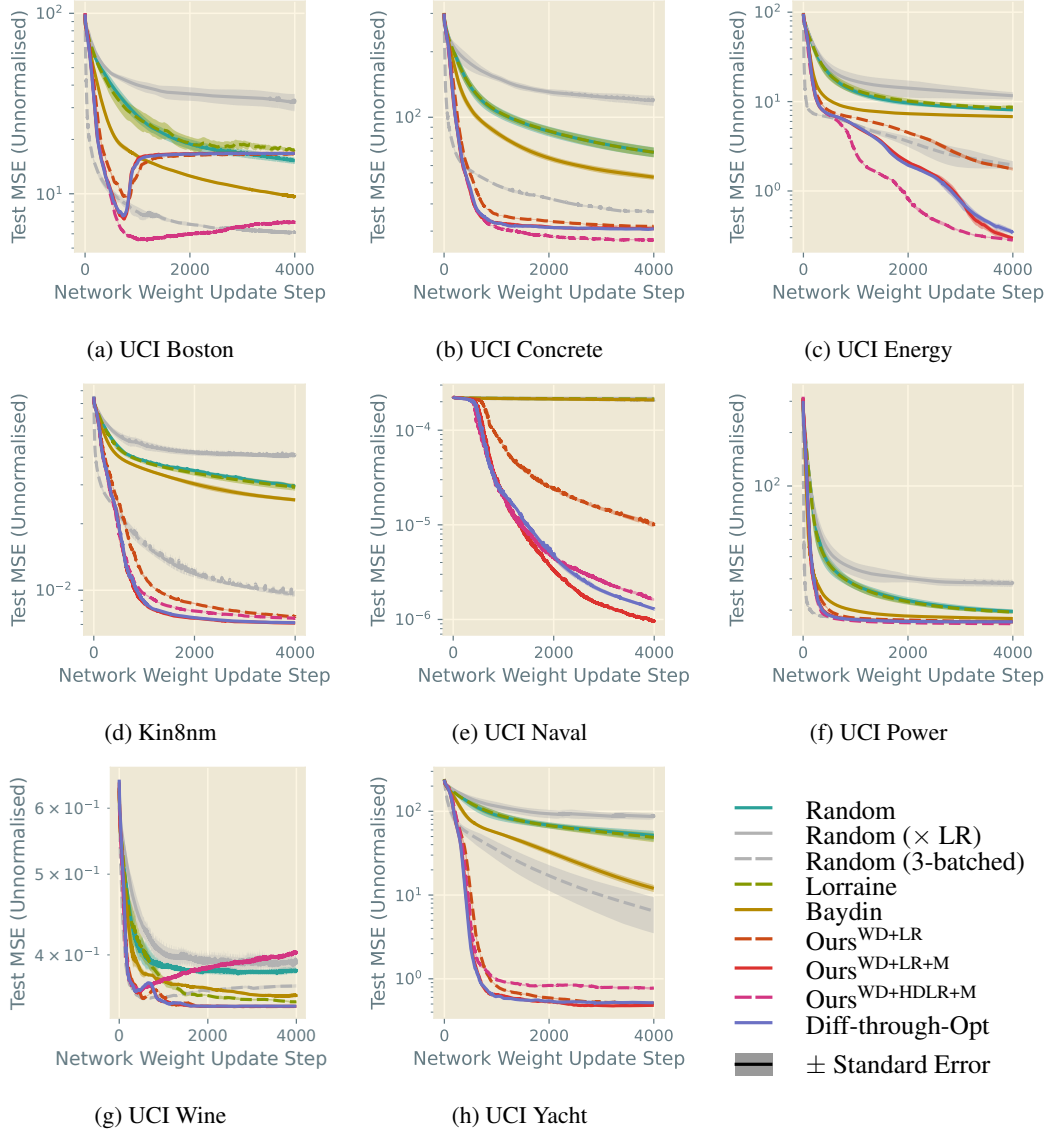 Test MSE (Unnormalised)
10²
10¹
0
2000
4000
Network Weight Update Step
(a) UCI Boston
Test MSE (Unnormalised)
10²
0
2000
4000
Network Weight Update Step
(b) UCI Concrete
Test MSE (Unnormalised)
10²
10¹
10⁰
0
2000
4000
Network Weight Update Step
(c) UCI Energy
Test MSE (Unnormalised)
10⁻²
0
2000
4000
Network Weight Update Step
(d) Kin8nm
Test MSE (Unnormalised)
10⁻⁴
10⁻⁵
10⁻⁶
0
2000
4000
Network Weight Update Step
(e) UCI Naval
Test MSE (Unnormalised)
10²
0
2000
4000
Network Weight Update Step
(f) UCI Power
Test MSE (Unnormalised)
6 × 10⁻¹
5 × 10⁻¹
4 × 10⁻¹
0
2000
4000
Network Weight Update Step
(g) UCI Wine
Test MSE (Unnormalised)
10²
10¹
10⁰
0
2000
4000
Network Weight Update Step
(h) UCI Yacht
Random
Random (× LR)
Random (3-batched)
Lorraine
Baydin
Ours^WD+LR
Ours^WD+LR+M
Ours^WD+HDLR+M
Diff-through-Opt
± Standard Error